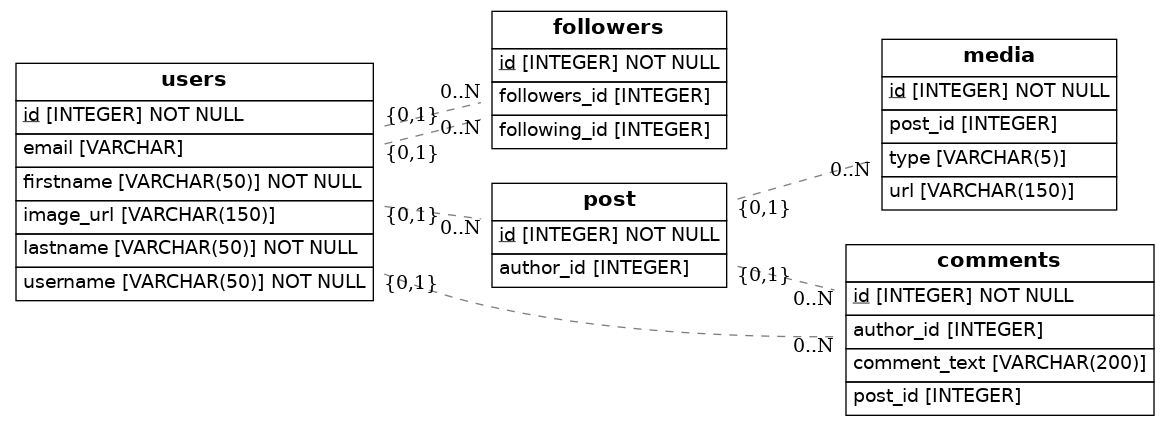 users
id [INTEGER] NOT NULL
email [VARCHAR]
firstname [VARCHAR(50)] NOT NULL
image_url [VARCHAR(150)]
lastname [VARCHAR(50)] NOT NULL
username [VARCHAR(50)] NOT NULL
{0,1}
0..N
{0,1}
0..N
{0,1}
0..N
{0,1}
0..N
followers
id [INTEGER] NOT NULL
followers_id [INTEGER]
following_id [INTEGER]
post
id [INTEGER] NOT NULL
author_id [INTEGER]
{0,1}
0..N
{0,1}
0..N
media
id [INTEGER] NOT NULL
post_id [INTEGER]
type [VARCHAR(5)]
url [VARCHAR(150)]
comments
id [INTEGER] NOT NULL
author_id [INTEGER]
comment_text [VARCHAR(200)]
post_id [INTEGER]